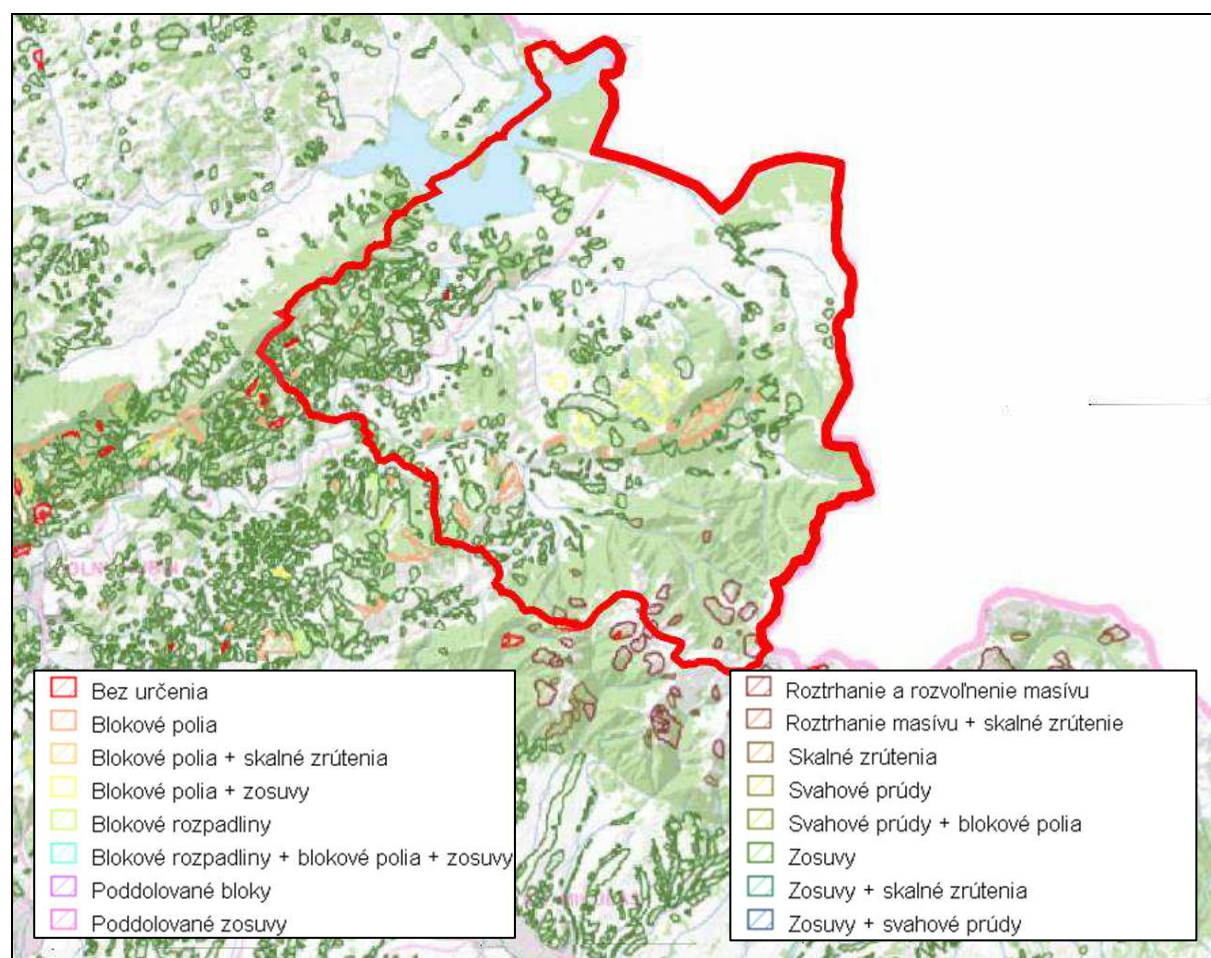 Bez určenia
Blokové polia
Blokové polia + skalné zrútenia
Blokové polia + zosuvy
Blokové rozpadliny
Blokové rozpadliny + blokové polia + zosuvy
Poddolované bloky
Poddolované zosuvy
Roztrhanie a rozvoľnenie masívu
Roztrhanie masívu + skalné zrútenie
Skalné zrútenia
Svahové prúdy
Svahové prúdy + blokové polia
Zosuvy
Zosuvy + skalné zrútenia
Zosuvy + svahové prúdy